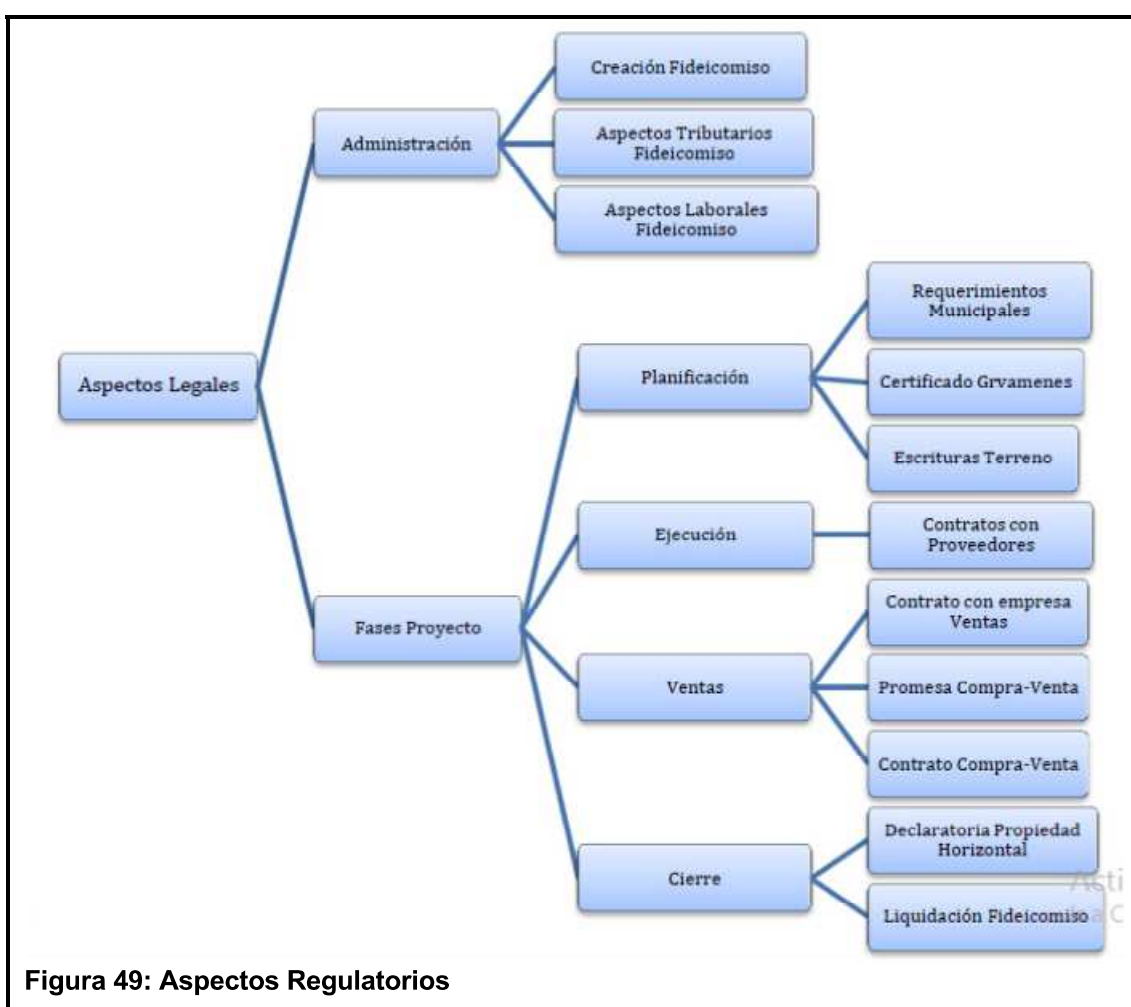 Creación Fideicomiso
Administración
Aspectos Tributarios
Fideicomiso
Aspectos Laborales
Fideicomiso
Aspectos Legales
Requerimientos
Municipales
Planificación
Certificado Grvamenes
Escrituras Terreno
Ejecución
Contratos con
Proveedores
Fases Proyecto
Contrato con empresa
Ventas
Ventas
Promesa Compra-Venta
Contrato Compra-Venta
Declaratoria Propiedad
Horizontal
Cierre
Liquidación Fideicomiso
Acti
Figura 49: Aspectos Regulatorios